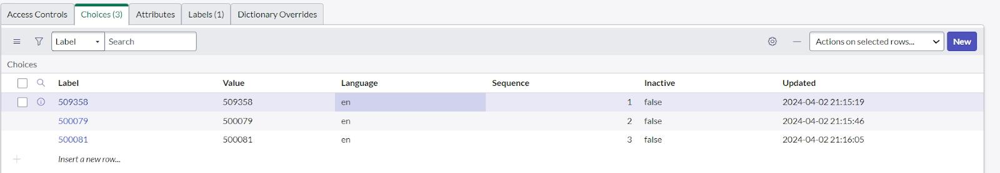 Access Controls Choices (3) Attributes Labels (1) Dictionary Overrides
Label Search Actions on selected rows... New
Choices
Label Value Language Sequence Inactive Updated
509358 509358 en 1 false 2024-04-02 21:15:19
500079 500079 en 2 false 2024-04-02 21:15:46
500081 500081 en 3 false 2024-04-02 21:16:05
Insert a new row...